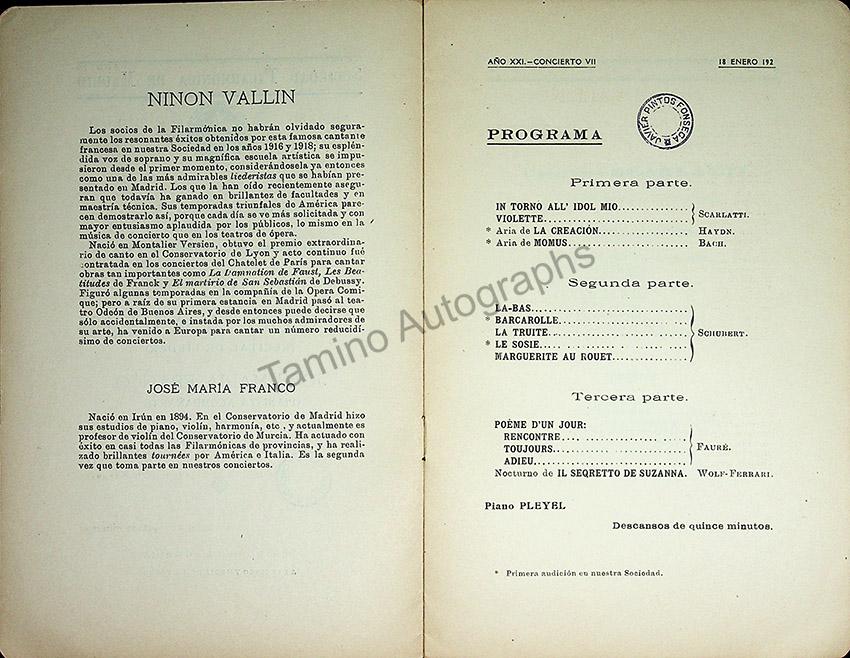 NINON VALLIN
Los socios de la Filarmónica no habrán olvidado segura-
mente los resonantes éxitos obtenidos por esta famosa cantante
francesa en nuestra Sociedad en los años 1916 y 1918; su esplén-
dida voz de soprano y su magnífica escuela artística se impu-
sieron desde el primer momento, considerándosela ya entonces
como una de las más admirables liederistas que se habían pre-
sentado en Madrid. Los que la han oído recientemente asegu-
ran que todavía ha ganado en brillantez de facultades y en
maestría técnica. Sus temporadas triunfales de América pare-
cen demostrarlo así, porque cada día se ve más solicitada y con
mayor entusiasmo aplaudida por los públicos, lo mismo en la
música de concierto que en los teatros de ópera.
Nació en Montalier Versien, obtuvo el premio extraordina-
rio de canto en el Conservatorio de Lyon y acto continuo fué
contratada en los conciertos del Chatelet de París para cantar
obras tan importantes como La Damnation de Faust, Les Bea-
titudes de Franck y El martirio de San Sebastián de Debussy.
Figuró algunas temporadas en la compañía de la Opera Comi-
que; pero a raíz de su primera estancia en Madrid pasó al tea-
tro Odeón de Buenos Aires, y desde entonces puede decirse que
sólo accidentalmente, e instada por los muchos admiradores de
su arte, ha venido a Europa para cantar un número reducidí-
simo de conciertos.
JOSÉ MARÍA FRANCO
Nació en Irún en 1894. En el Conservatorio de Madrid hizo
sus estudios de piano, violín, harmonía, etc., y actualmente es
profesor de violín del Conservatorio de Murcia. Ha actuado con
éxito en casi todas las Filarmónicas de provincias, y ha reali-
zado brillantes tournées por América e Italia. Es la segunda
vez que toma parte en nuestros conciertos.
AÑO XXI.—CONCIERTO VII 18 ENERO 192
JAVIER PINTOS FONSECA
PROGRAMA
Primera parte.
IN TORNO ALL' IDOL MIO
VIOLETTE
SCARLATTI.
* Aria de LA CREACIÓN HAYDN.
* Aria de MOMUS BACH.
Segunda parte.
LA-BAS
* BARCAROLLE
LA TRUITE
* LE SOSIE
MARGUERITE AU ROUET
SCHUBERT.
Tercera parte.
POÈME D'UN JOUR:
RENCONTRE
TOUJOURS
ADIEU
FAURÉ.
Nocturno de IL SEQRETTO DE SUZANNA. WOLF-FERRARI.
Piano PLEYEL
Descansos de quince minutos.
* Primera audición en nuestra Sociedad.
Tamino Autographs